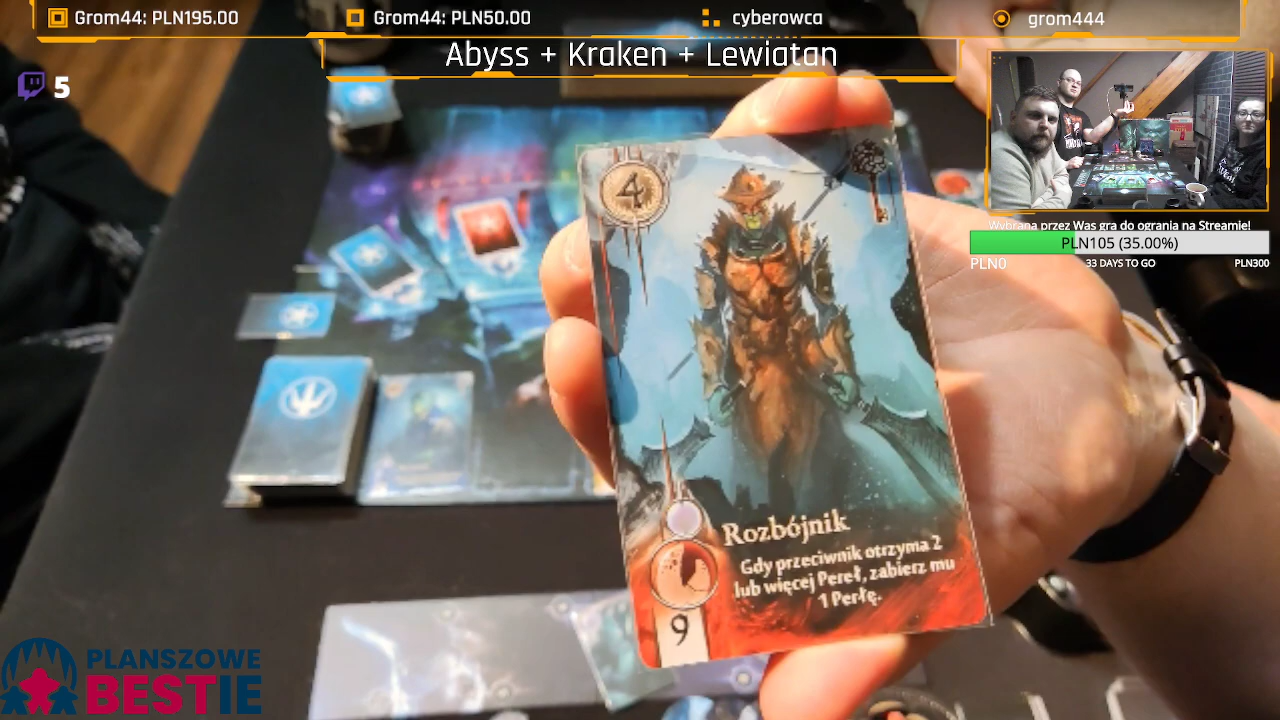 Grom44: PLN195.00
Grom44: PLN50.00
cyberowca
grom444
Abyss + Kraken + Lewiatan
5
Wybrana przez Was gra do ogrania na Streamie!
PLN105 (35.00%)
PLN0
33 DAYS TO GO
PLN300
4
Rozbójnik
Gdy przeciwnik otrzyma 2
lub więcej Pereł, zabierz mu
1 Perłę.
9
PLANSZOWE
BESTIE